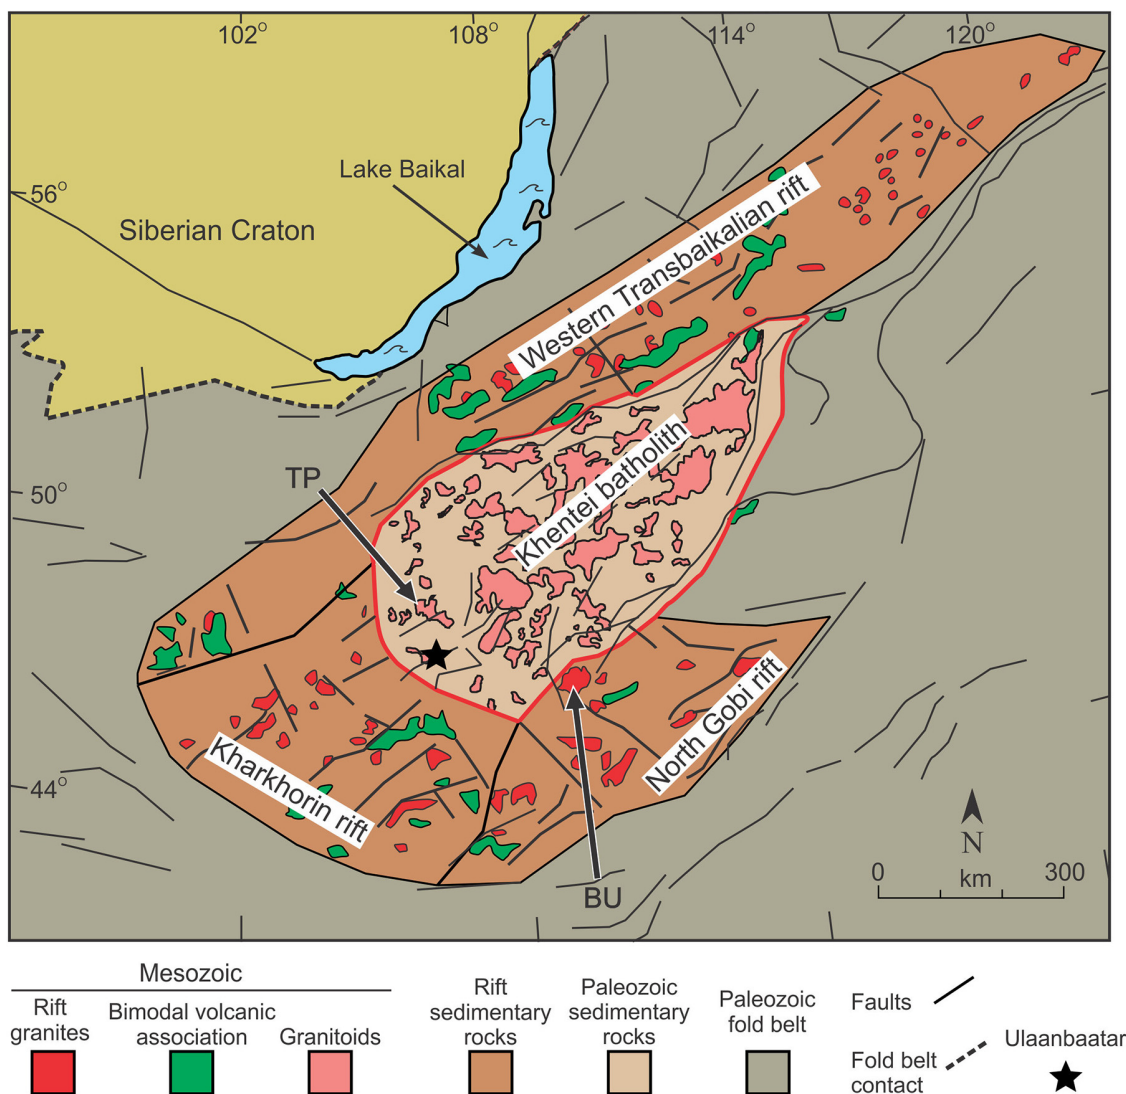 102°
108°
114°
120°
Lake Baikal
56°
Siberian Craton
Western Transbaikalian rift
Khentei batholith
TP
50°
North Gobi rift
Kharkhorin rift
44°
N
0
km
300
BU
Mesozoic
Rift
granites
Bimodal volcanic
association
Granitoids
Rift
sedimentary
rocks
Paleozoic
sedimentary
rocks
Paleozoic
fold belt
Faults
Fold belt
contact
Ulaanbaatar